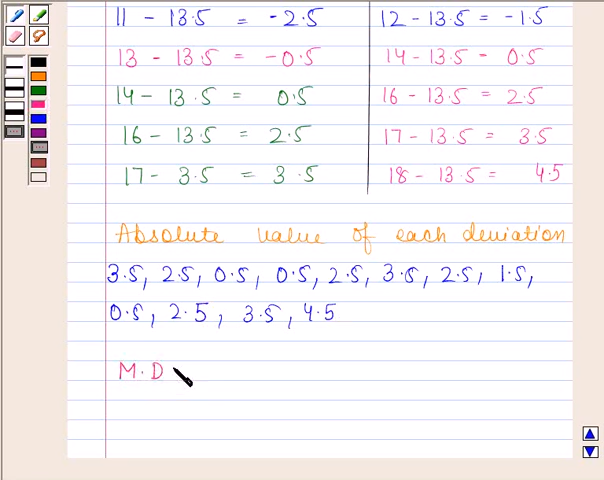 11 - 13.5 = -2.5
13 - 13.5 = -0.5
14 - 13.5 = 0.5
16 - 13.5 = 2.5
17 - 3.5 = 3.5
12 - 13.5 = -1.5
14 - 13.5 = 0.5
16 - 13.5 = 2.5
17 - 13.5 = 3.5
18 - 13.5 = 4.5
Absolute value of each deviation
3.5, 2.5, 0.5, 0.5, 2.5, 3.5, 2.5, 1.5,
0.5, 2.5, 3.5, 4.5
M.D